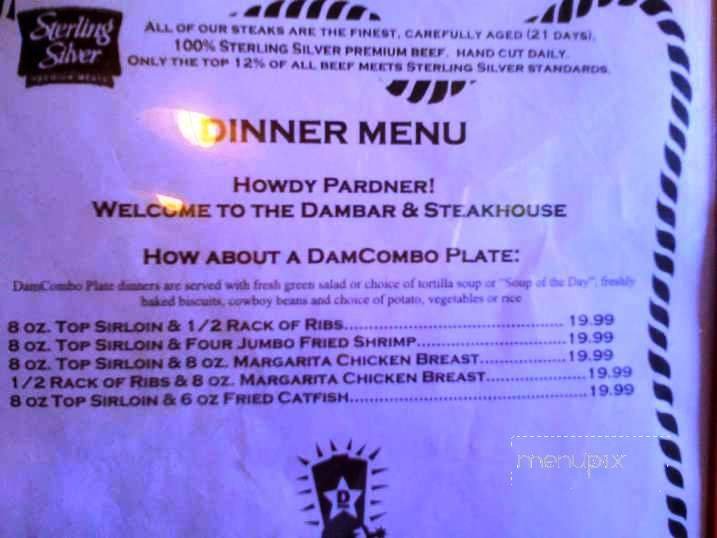 Sterling
Silver
PREMIUM MEATS
ALL OF OUR STEAKS ARE THE FINEST, CAREFULLY AGED (21 DAYS).
100% STERLING SILVER PREMIUM BEEF. HAND CUT DAILY.
ONLY THE TOP 12% OF ALL BEEF MEETS STERLING SILVER STANDARDS.
DINNER MENU
HOWDY PARDNER!
WELCOME TO THE DAMBAR & STEAKHOUSE
HOW ABOUT A DAMCOMBO PLATE:
DamCombo Plate dinners are served with fresh green salad or choice of tortilla soup or "Soup of the Day", freshly
baked biscuits, cowboy beans and choice of potato, vegetables or rice
8 OZ. TOP SIRLOIN & 1/2 RACK OF RIBS.................................................. 19.99
8 OZ. TOP SIRLOIN & FOUR JUMBO FRIED SHRIMP..................................19.99
8 OZ. TOP SIRLOIN & 8 OZ. MARGARITA CHICKEN BREAST...................19.99
1/2 RACK OF RIBS & 8 OZ. MARGARITA CHICKEN BREAST......................19.99
8 OZ TOP SIRLOIN & 6 OZ FRIED CATFISH.....................................................19.99
D
menupix